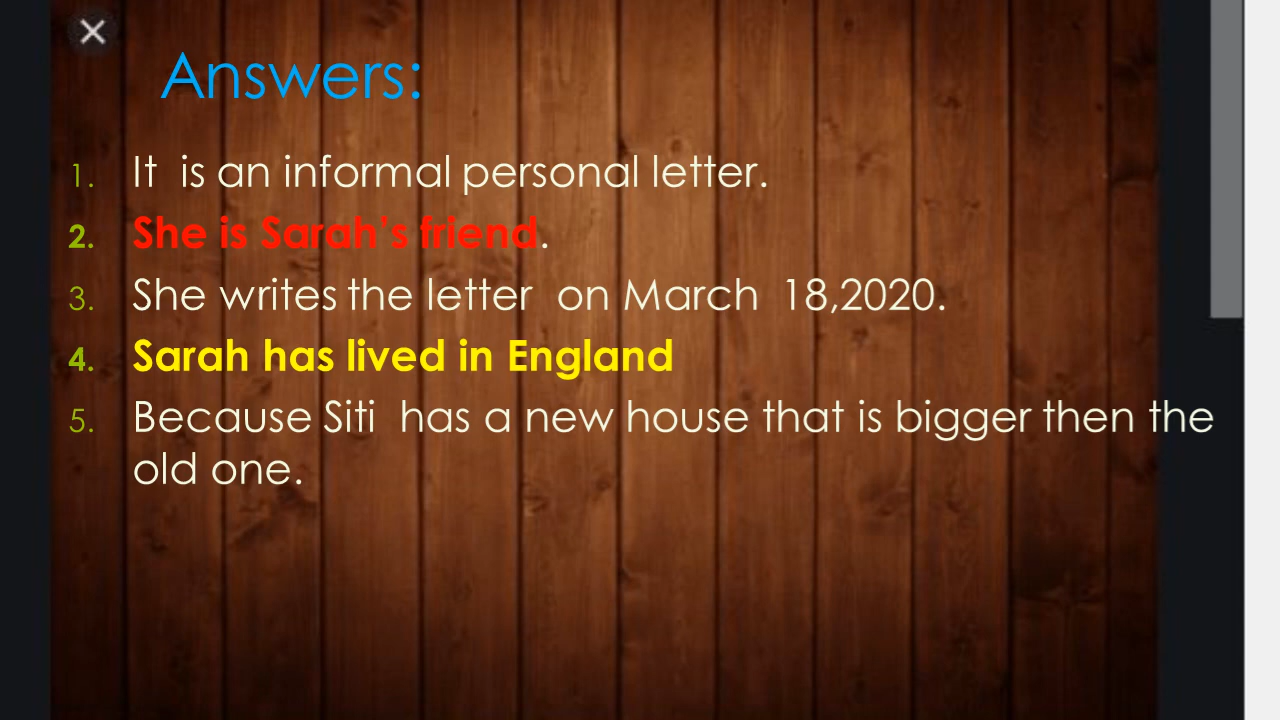 Answers:
1. It is an informal personal letter.
2. She is Sarah's friend.
3. She writes the letter on March 18,2020.
4. Sarah has lived in England
5. Because Siti has a new house that is bigger then the
old one.